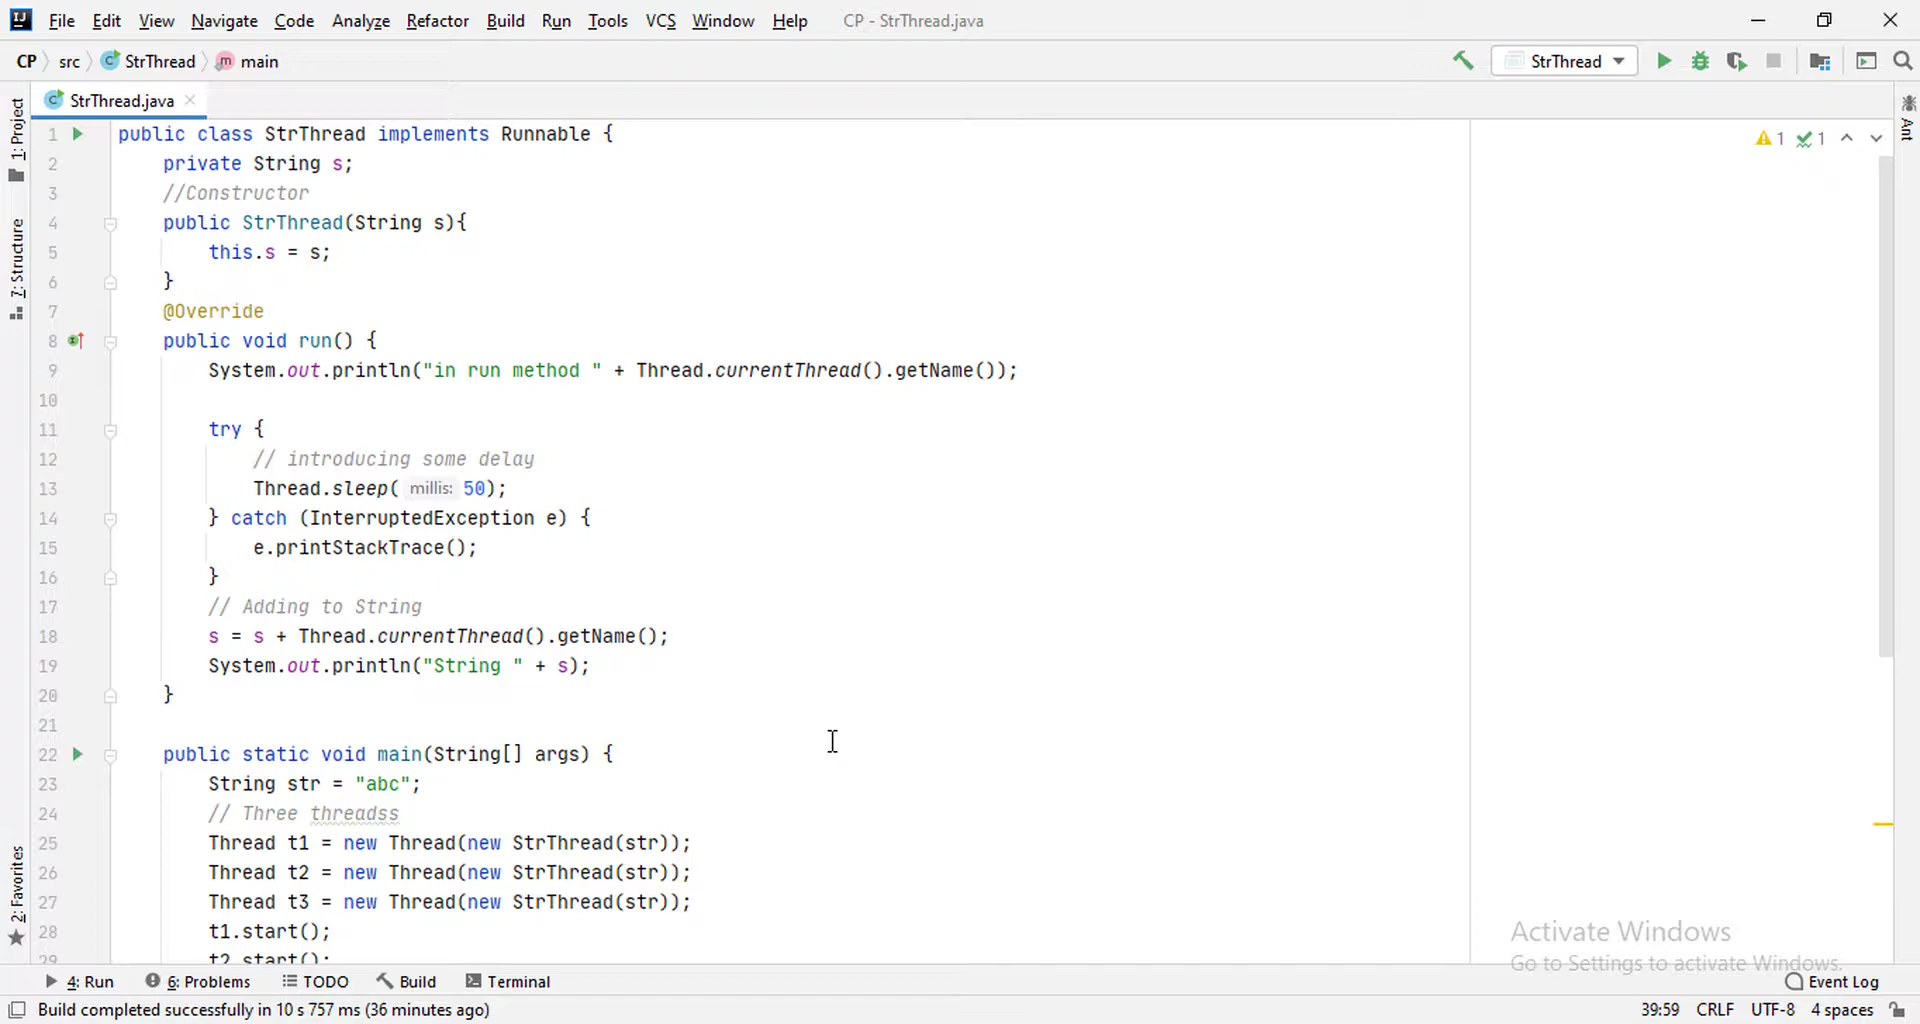 File Edit View Navigate Code Analyze Refactor Build Run Tools VCS Window Help CP - StrThread.java
CP src StrThread main StrThread
StrThread.java
1: Project
7: Structure
2: Favorites
Ant
1 1
1 public class StrThread implements Runnable {
2 private String s;
3 //Constructor
4 public StrThread(String s){
5 this.s = s;
6 }
7 @Override
8 public void run() {
9 System.out.println("in run method " + Thread.currentThread().getName());
10
11 try {
12 // introducing some delay
13 Thread.sleep( millis: 50);
14 } catch (InterruptedException e) {
15 e.printStackTrace();
16 }
17 // Adding to String
18 s = s + Thread.currentThread().getName();
19 System.out.println("String " + s);
20 }
21
22 public static void main(String[] args) {
23 String str = "abc";
24 // Three threadss
25 Thread t1 = new Thread(new StrThread(str));
26 Thread t2 = new Thread(new StrThread(str));
27 Thread t3 = new Thread(new StrThread(str));
28 t1.start();
29 t2.start();
Activate Windows
Go to Settings to activate Windows.
4: Run 6: Problems TODO Build Terminal Event Log
Build completed successfully in 10 s 757 ms (36 minutes ago) 39:59 CRLF UTF-8 4 spaces